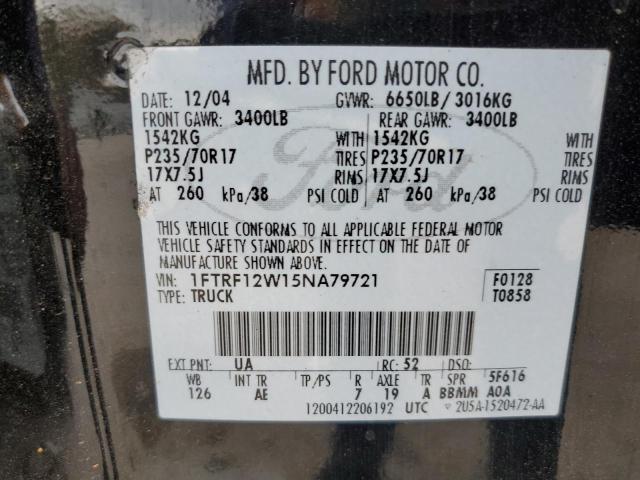 MFD. BY FORD MOTOR CO.
DATE: 12/04 GVWR: 6650LB/ 3016KG
FRONT GAWR: 3400LB REAR GAWR: 3400LB
1542KG WITH 1542KG WITH
P235/70R17 TIRES P235/70R17 TIRES
17X7.5J RIMS 17X7.5J RIMS
AT 260 kPa/38 PSI COLD AT 260 kPa/38 PSI COLD
Ford
THIS VEHICLE CONFORMS TO ALL APPLICABLE FEDERAL MOTOR
VEHICLE SAFETY STANDARDS IN EFFECT ON THE DATE OF
MANUFACTURE SHOWN ABOVE.
VIN: 1FTRF12W15NA79721 F0128
TYPE: TRUCK T0858
EXT PNT: UA RC: 52 DSO:
WB INT TR TP/PS R AXLE TR SPR 5F616
126 AE 7 19 A BBMM AOA
1200412206192 UTC 2U5A-1520472-AA